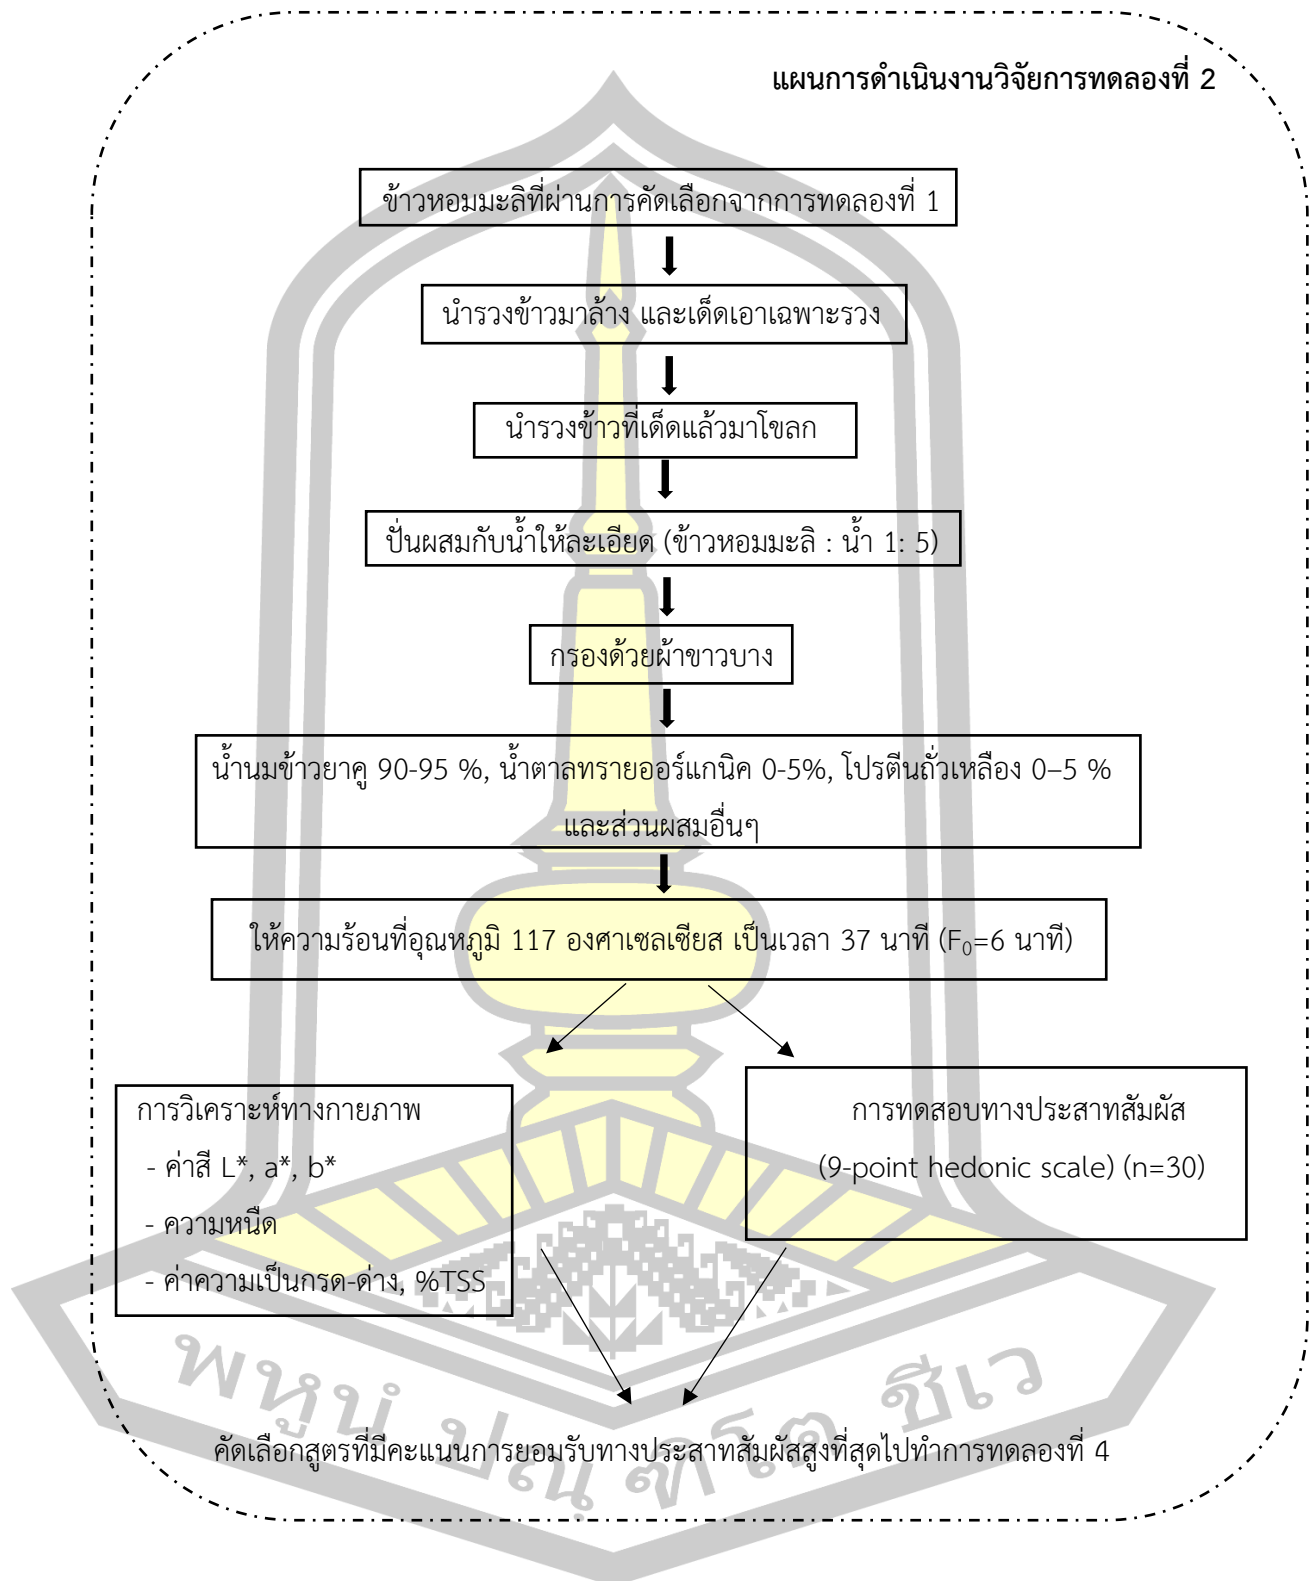 แผนการดำเนินงานวิจัยการทดลองที่ 2
ข้าวหอมมะลิที่ผ่านการคัดเลือกจากการทดลองที่ 1
นำรวงข้าวมาล้าง และเด็ดเอาเฉพาะรวง
นำรวงข้าวที่เด็ดแล้วมาโขลก
ปั่นผสมกับน้ำให้ละเอียด (ข้าวหอมมะลิ : น้ำ 1: 5)
กรองด้วยผ้าขาวบาง
น้ำนมข้าวยาคู 90-95 %, น้ำตาลทรายออร์แกนิค 0-5%, โปรตีนถั่วเหลือง 0–5 %
และส่วนผสมอื่นๆ
ให้ความร้อนที่อุณหภูมิ 117 องศาเซลเซียส เป็นเวลา 37 นาที (F₀=6 นาที)
การวิเคราะห์ทางกายภาพ
- ค่าสี L*, a*, b*
- ความหนืด
- ค่าความเป็นกรด-ด่าง, %TSS
การทดสอบทางประสาทสัมผัส
(9-point hedonic scale) (n=30)
คัดเลือกสูตรที่มีคะแนนการยอมรับทางประสาทสัมผัสสูงที่สุดไปทำการทดลองที่ 4
พหูนํ ปณฺฑิโต ชีเว